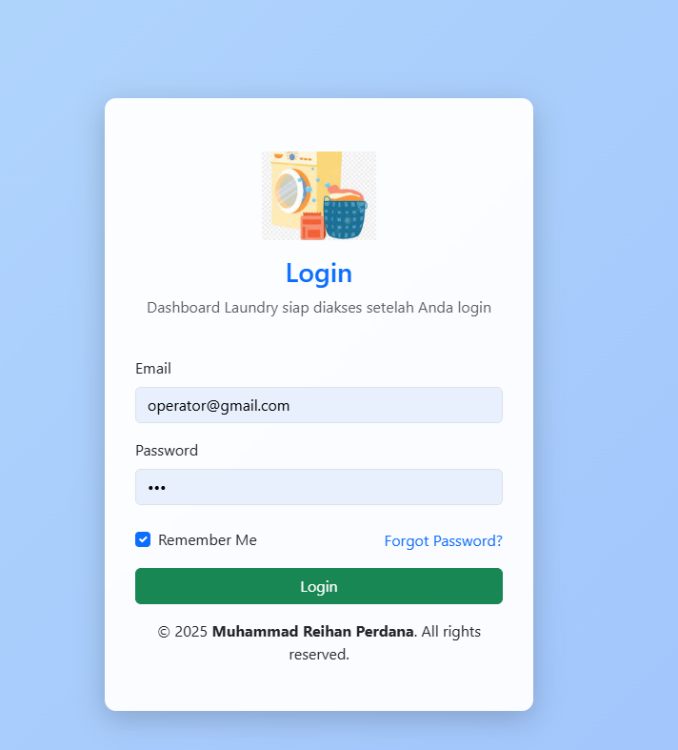 Login
Dashboard Laundry siap diakses setelah Anda login
Email
operator@gmail.com
Password
•••
Remember Me
Forgot Password?
Login
© 2025 Muhammad Reihan Perdana. All rights
reserved.